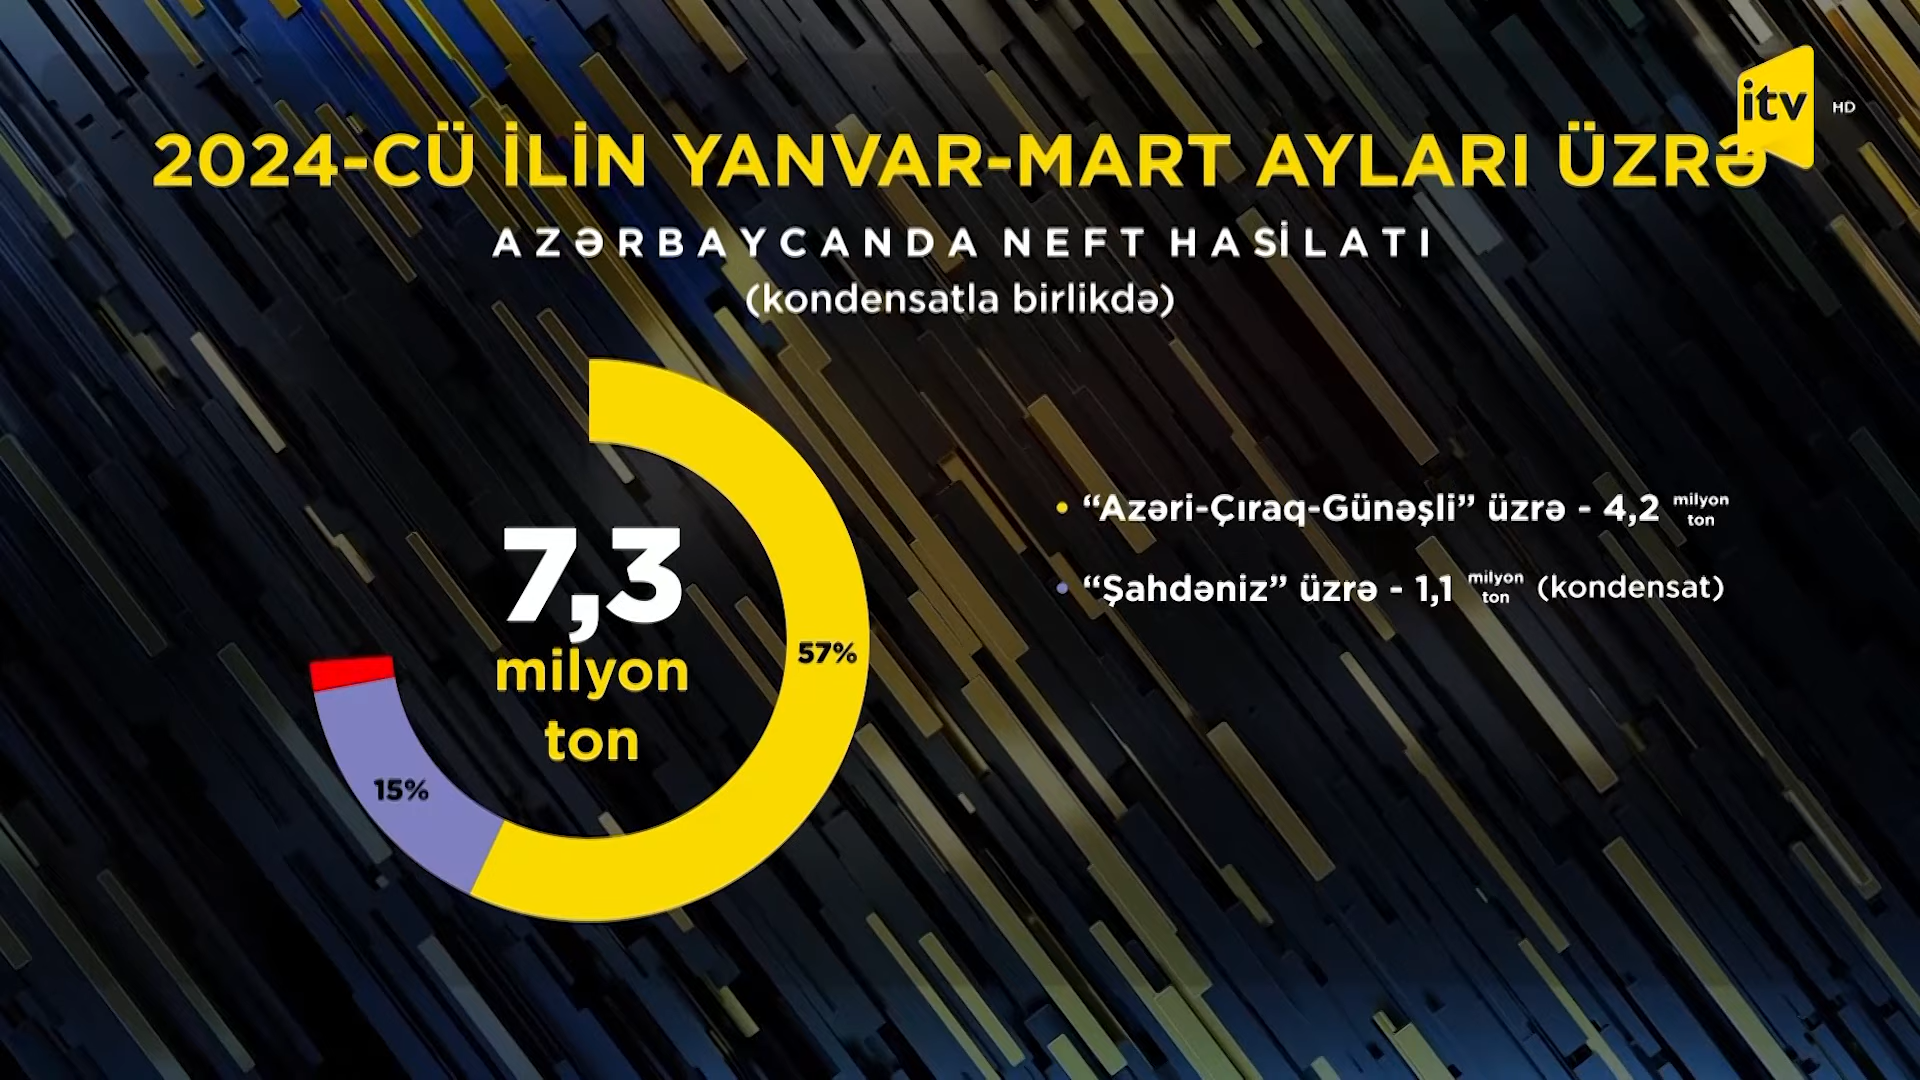 itv HD
2024-CÜ İLİN YANVAR-MART AYLARI ÜZRƏ
AZƏRBAYCANDA NEFT HASİLATI
(kondensatla birlikdə)
7,3
milyon
ton
57%
15%
• “Azəri-Çıraq-Günəşli” üzrə - 4,2 milyon ton
• “Şahdəniz” üzrə - 1,1 milyon ton (kondensat)